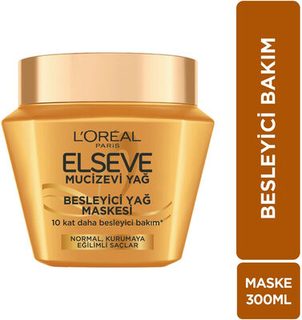 L'ORÉAL
PARIS
ELSEVE
MUCİZEVİ YAĞ
BESLEYİCİ YAĞ
MASKESİ
10 kat daha besleyici bakım*
NORMAL, KURUMAYA
EĞİLİMLİ SAÇLAR
BESLEYİCİ BAKIM
MASKE
300ML